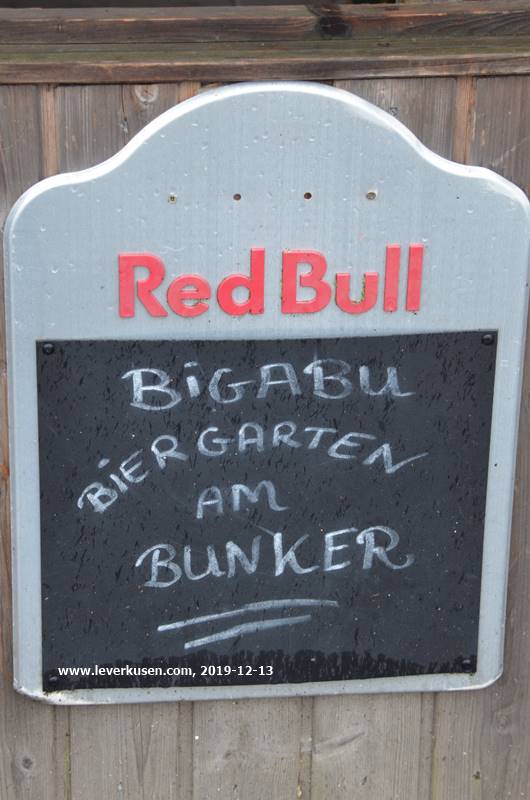 Red Bull
BiGABU
BiERGARTEN
AM
BUNKER
www.leverkusen.com, 2019-12-13